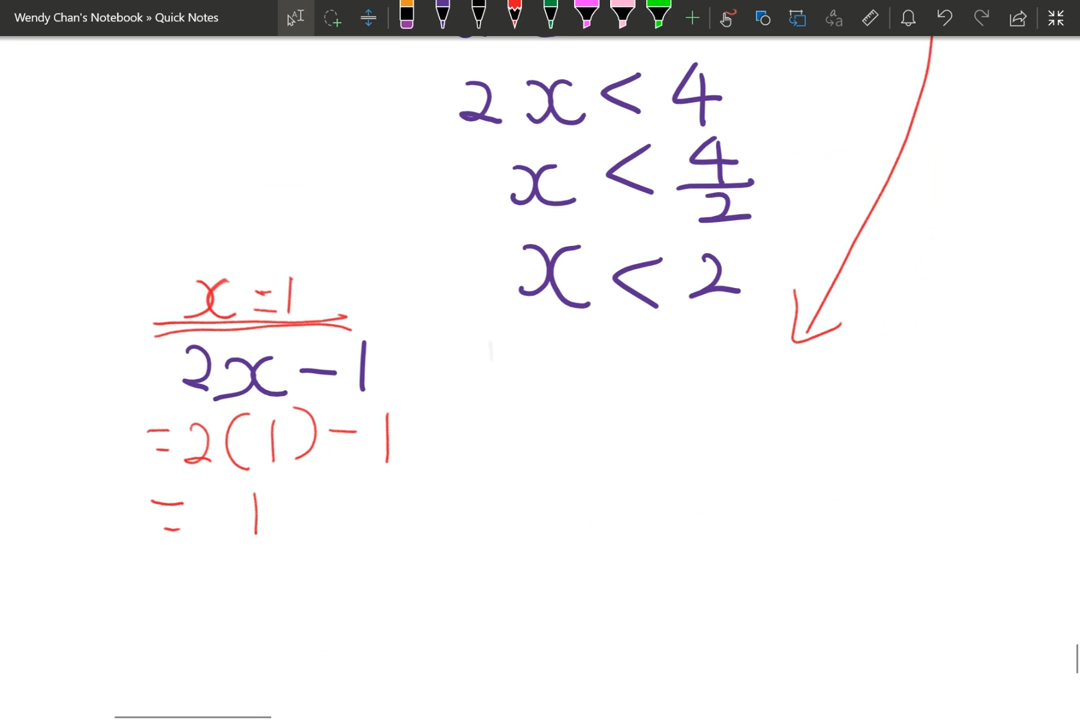 Wendy Chan's Notebook » Quick Notes
2x < 4
x < 4/2
x < 2
x = 1
2x - 1
= 2(1) - 1
= 1